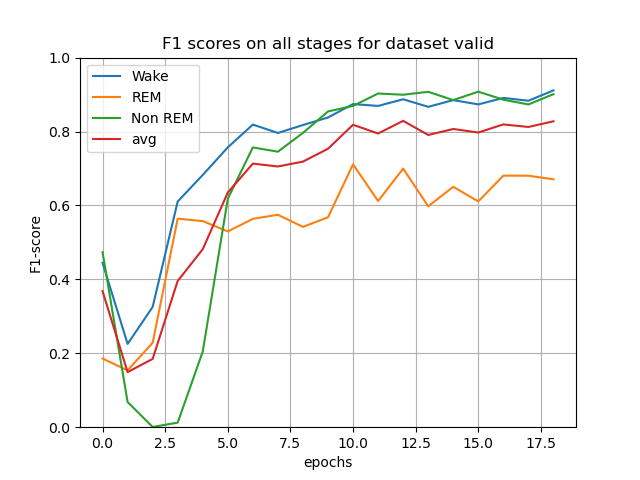 F1 scores on all stages for dataset valid
Wake
REM
Non REM
avg
1.0
0.8
0.6
0.4
0.2
0.0
F1-score
0.0 2.5 5.0 7.5 10.0 12.5 15.0 17.5
epochs